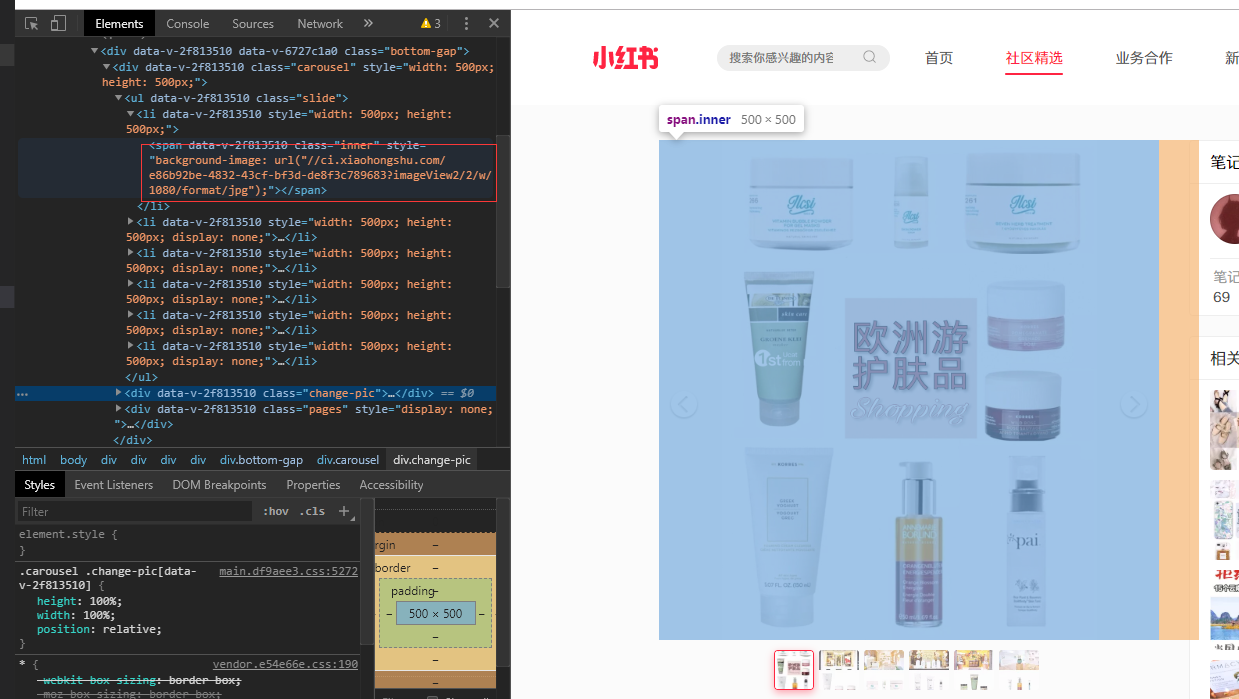 Elements Console Sources Network » 3
<div data-v-2f813510 data-v-6727c1a0 class="bottom-gap">
<div data-v-2f813510 class="carousel" style="width: 500px;
height: 500px;">
<ul data-v-2f813510 class="slide">
<li data-v-2f813510 style="width: 500px; height:
500px;">
<span data-v-2f813510 class="inner" style=
"background-image: url("//ci.xiaohongshu.com/
e86b92be-4832-43cf-bf3d-de8f3c789683?imageView2/2/w/
1080/format/jpg");"></span>
</li>
<li data-v-2f813510 style="width: 500px; height:
500px; display: none;">…</li>
<li data-v-2f813510 style="width: 500px; height:
500px; display: none;">…</li>
<li data-v-2f813510 style="width: 500px; height:
500px; display: none;">…</li>
<li data-v-2f813510 style="width: 500px; height:
500px; display: none;">…</li>
<li data-v-2f813510 style="width: 500px; height:
500px; display: none;">…</li>
</ul>
… <div data-v-2f813510 class="change-pic">…</div> == $0
<div data-v-2f813510 class="pages" style="display: none;
">…</div>
</div>
html body div div div div div.bottom-gap div.carousel div.change-pic
Styles Event Listeners DOM Breakpoints Properties Accessibility
Filter :hov .cls +
element.style {
}
.carousel .change-pic[data- main.df9aee3.css:5272
v-2f813510] {
height: 100%;
width: 100%;
position: relative;
}
* { vendor.e54e66e.css:190
-webkit-box-sizing: border-box;
-moz-box-sizing: border-box;
rgin –
border –
padding-
– 500 × 500 –
–
–
–
小红书 搜索你感兴趣的内容 首页 社区精选 业务合作 新
span.inner 500 × 500
Alcsi
Alcsi
Alcsi
skin care
1st
欧洲游
护肤品
Shopping
KORRES
pai
笔记
笔记
69
相关